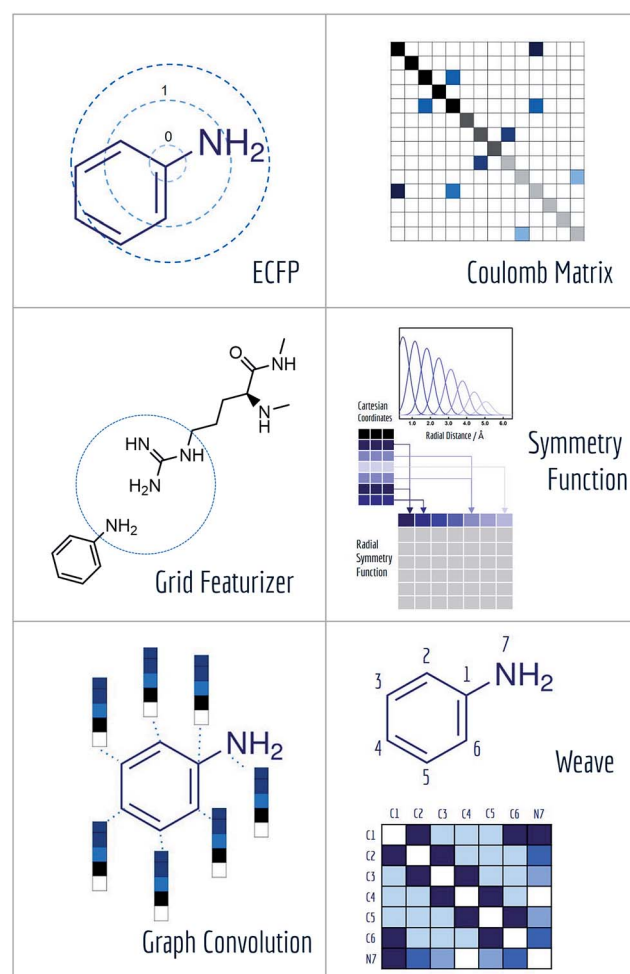 1
0
NH2
ECFP
Coulomb Matrix
O
NH
N
H
HN
NH
H2N
NH2
Grid Featurizer
Cartesian
Coordinates
1.0 2.0 3.0 4.0 5.0 6.0
Radial Distance / Å
Symmetry
Function
Radial
Symmetry
Function
NH2
Graph Convolution
7
2
1
NH2
3
4
6
5
Weave
C1 C2 C3 C4 C5 C6 N7
C1
C2
C3
C4
C5
C6
N7